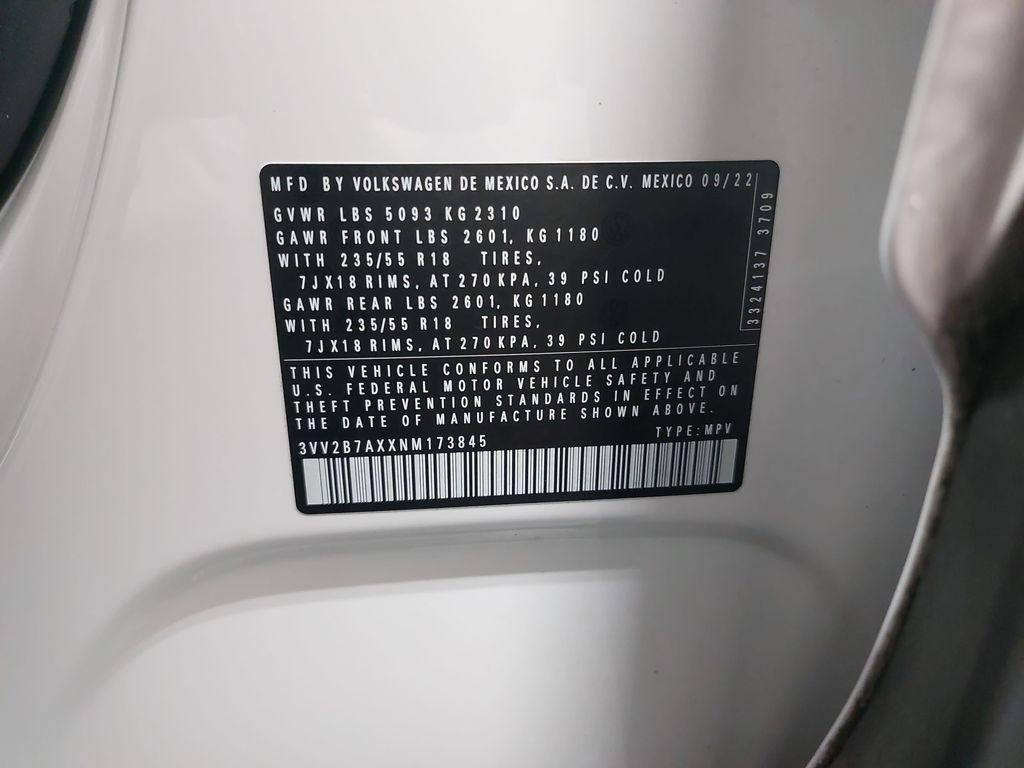 MFD BY VOLKSWAGEN DE MEXICO S.A. DE C.V. MEXICO 09/22
GVWR LBS 5093 KG 2310
GAWR FRONT LBS 2601, KG 1180
WITH 235/55 R18 TIRES,
7JX18 RIMS, AT 270 KPA, 39 PSI COLD
GAWR REAR LBS 2601, KG 1180
WITH 235/55 R18 TIRES,
7JX18 RIMS, AT 270 KPA, 39 PSI COLD
3324137 3709
THIS VEHICLE CONFORMS TO ALL APPLICABLE
U.S. FEDERAL MOTOR VEHICLE SAFETY AND
THEFT PREVENTION STANDARDS IN EFFECT ON
THE DATE OF MANUFACTURE SHOWN ABOVE.
3VV2B7AXXNM173845 TYPE: MPV